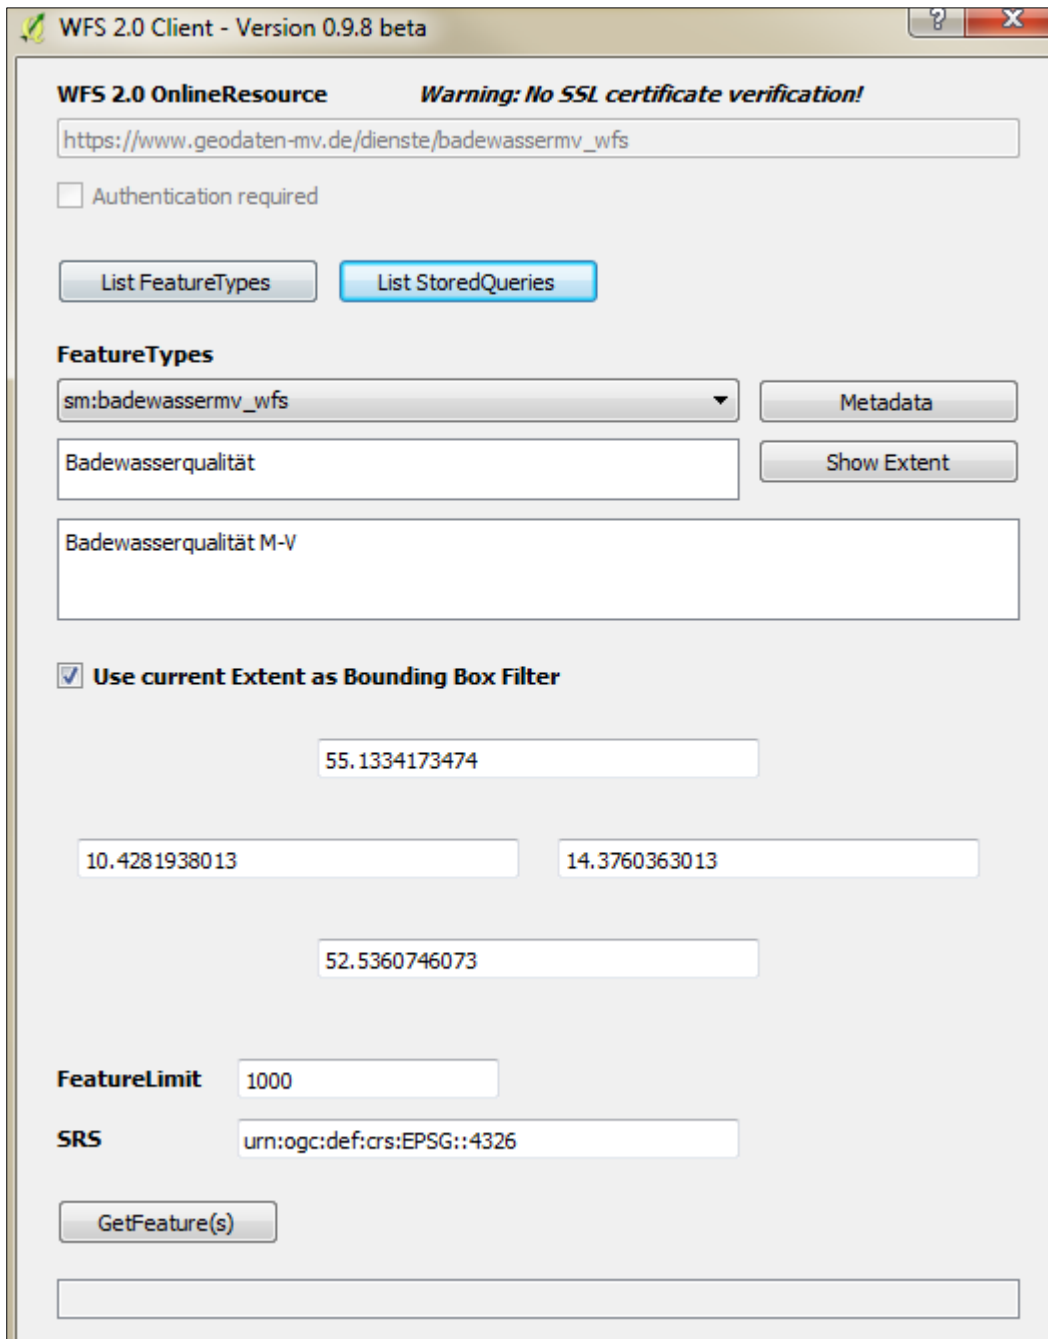 WFS 2.0 Client - Version 0.9.8 beta
? X
WFS 2.0 OnlineResource Warning: No SSL certificate verification!
https://www.geodaten-mv.de/dienste/badewassermv_wfs
Authentication required
List FeatureTypes List StoredQueries
FeatureTypes
sm:badewassermv_wfs Metadata
Badewasserqualität Show Extent
Badewasserqualität M-V
Use current Extent as Bounding Box Filter
55.1334173474
10.4281938013 14.3760363013
52.5360746073
FeatureLimit 1000
SRS urn:ogc:def:crs:EPSG::4326
GetFeature(s)